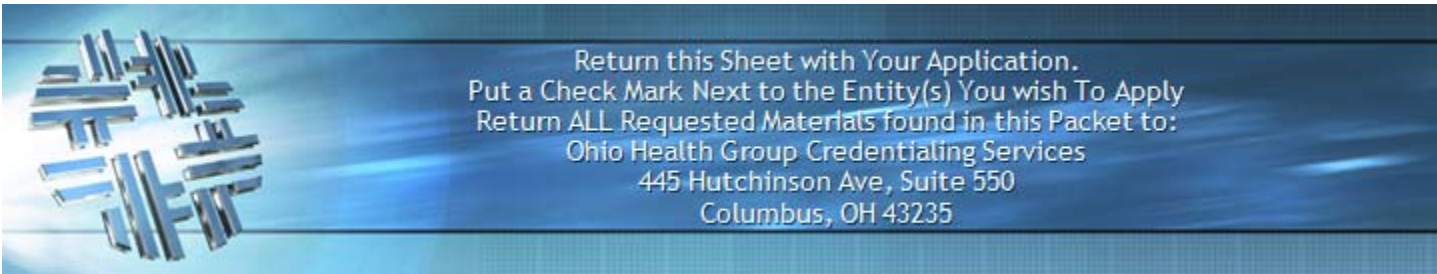 Return this Sheet with Your Application.
Put a Check Mark Next to the Entity(s) You wish To Apply
Return ALL Requested Materials found in this Packet to:
Ohio Health Group Credentialing Services
445 Hutchinson Ave, Suite 550
Columbus, OH 43235